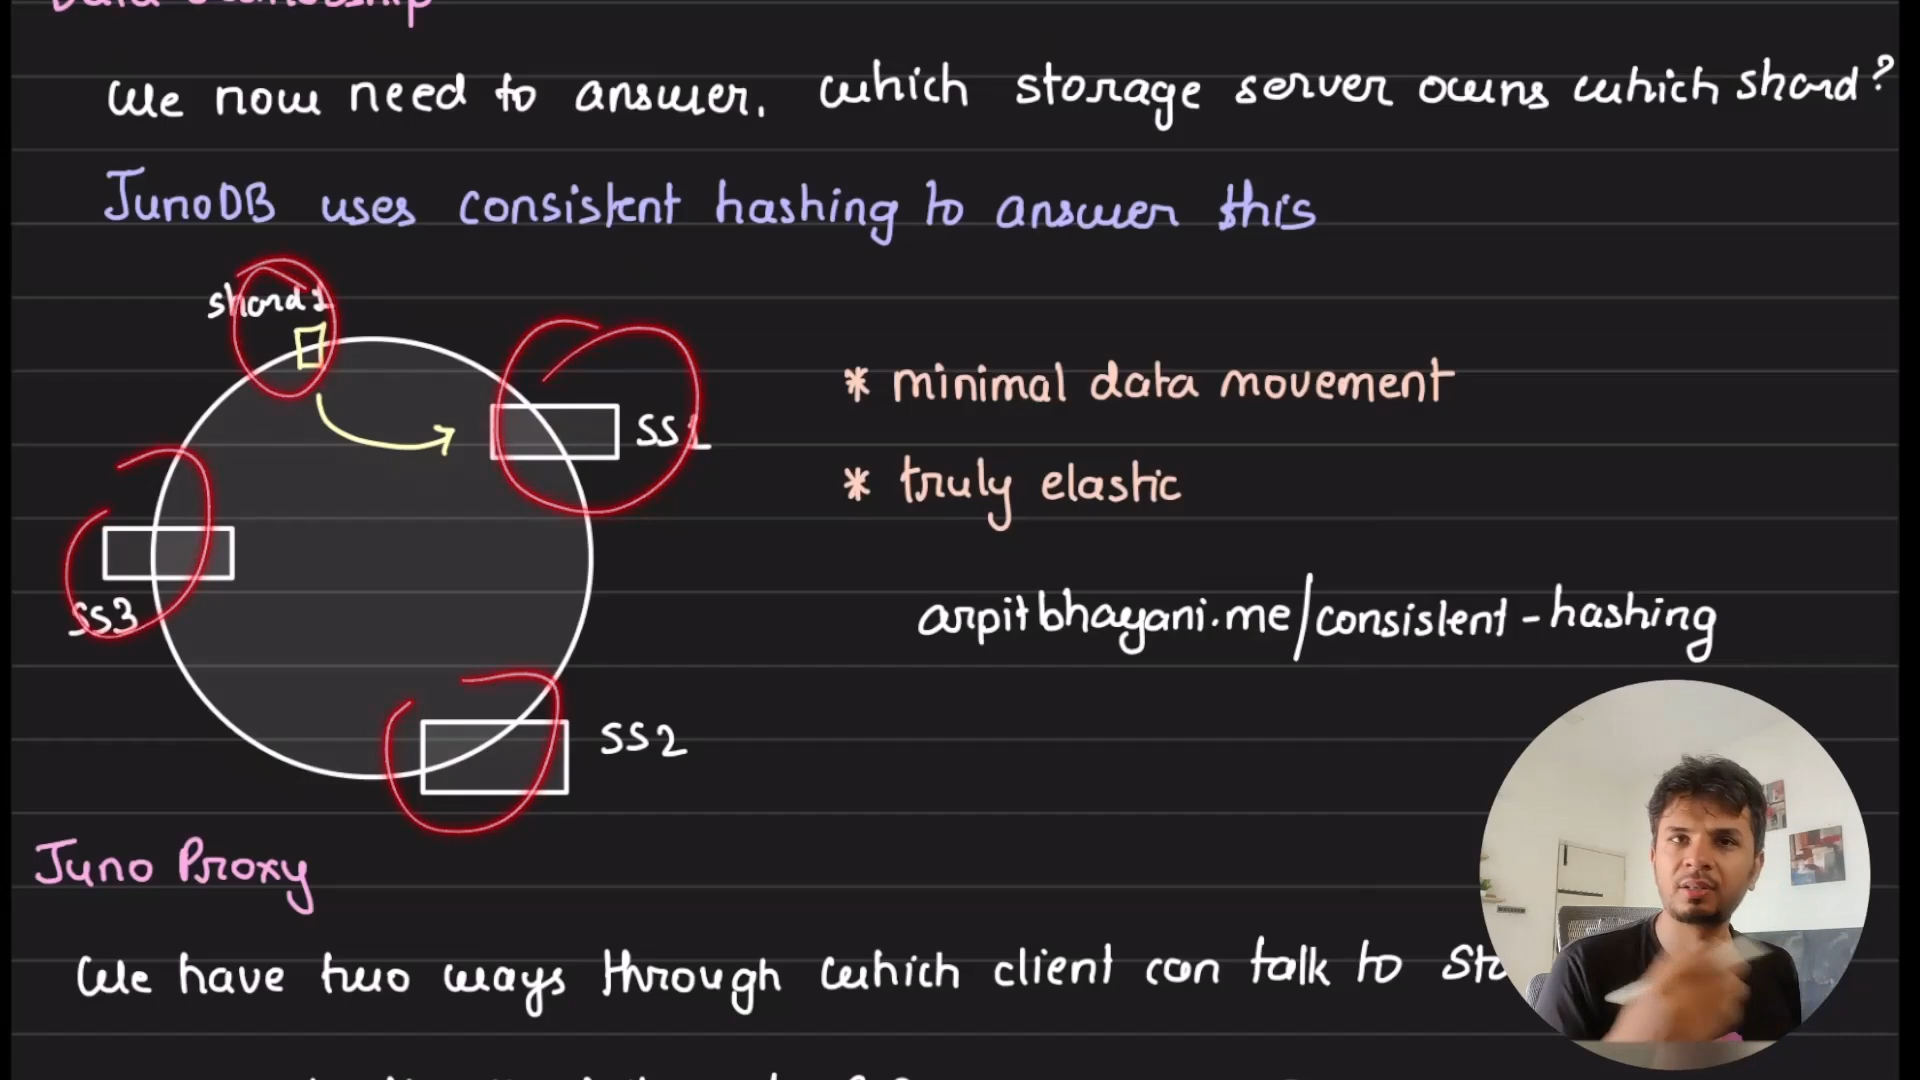 We now need to answer, which storage server owns which shard?
JunoDB uses consistent hashing to answer this
shard 1
SS1
* minimal data movement
* truly elastic
SS3
arpitbhayani.me/consistent-hashing
SS2
Juno Proxy
We have two ways through which client can talk to Sto